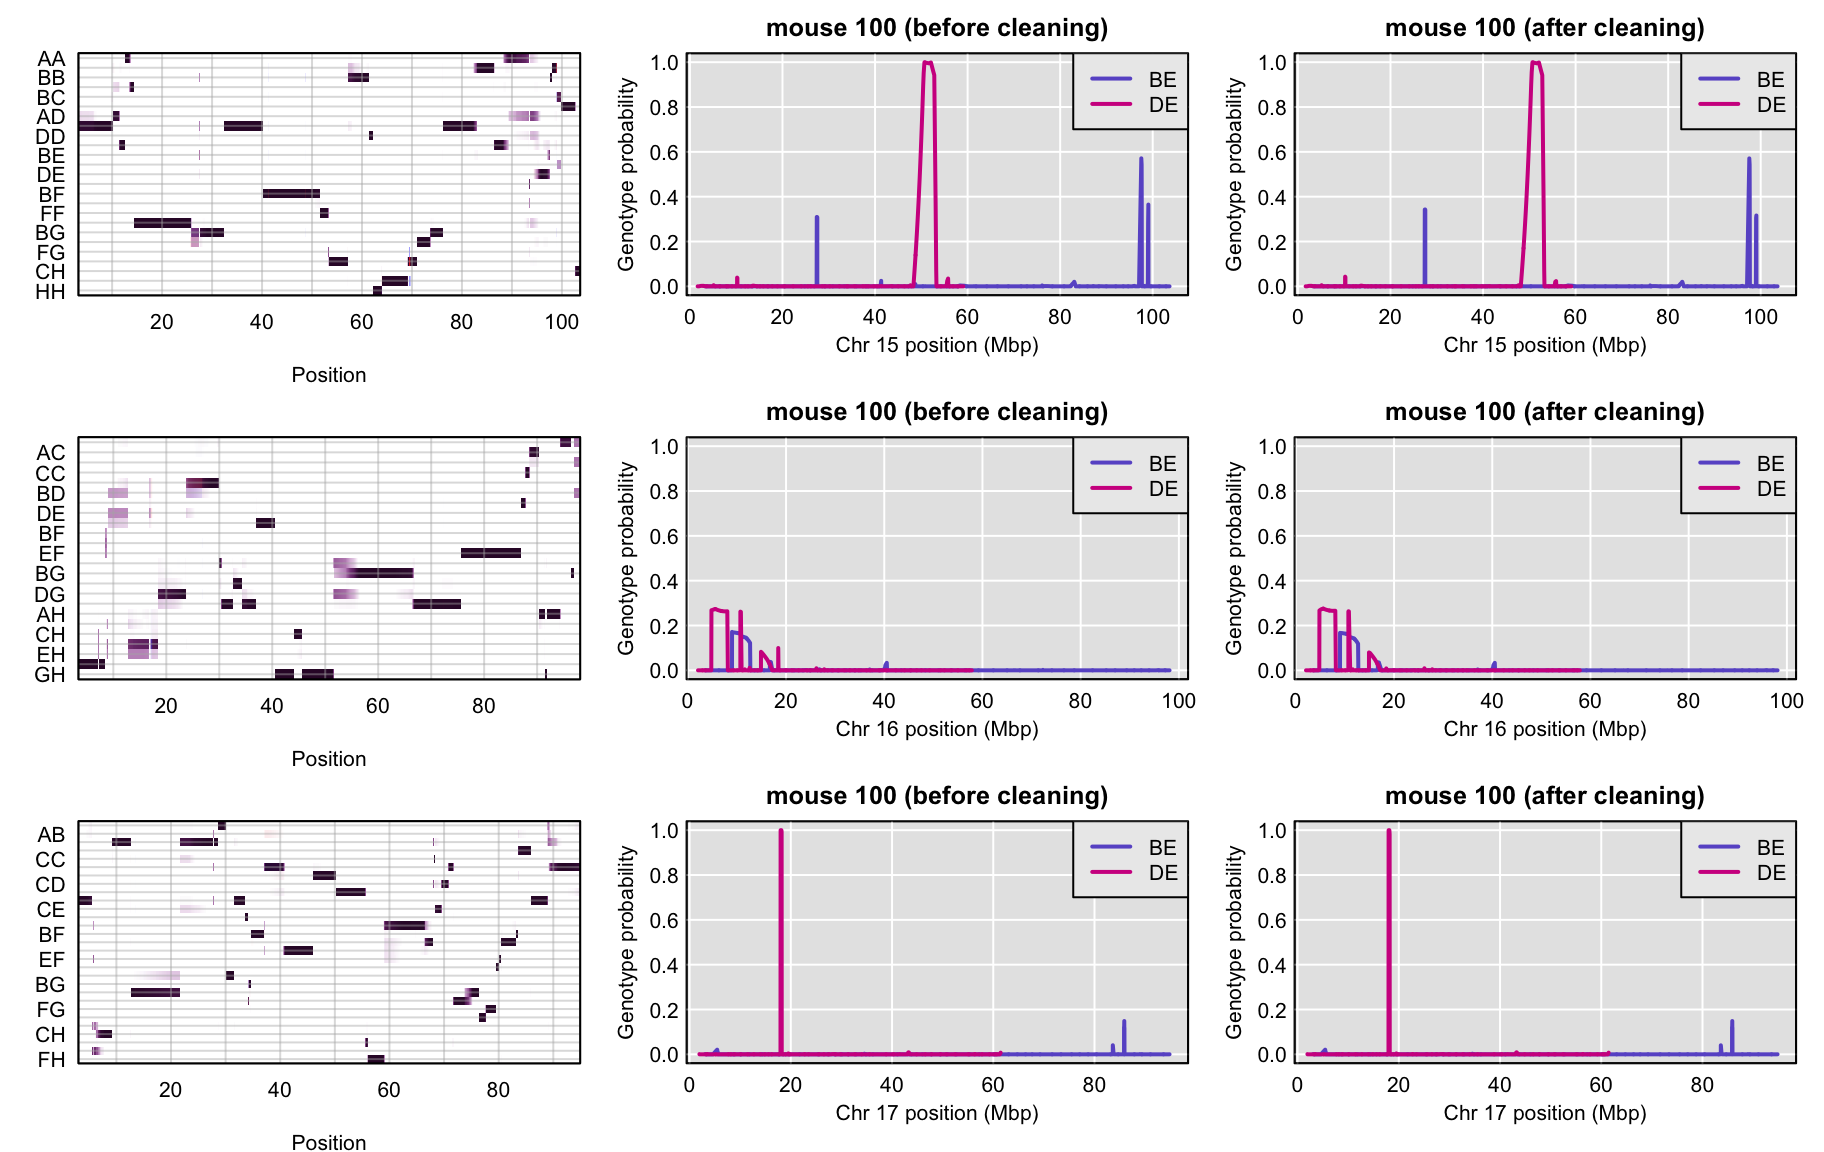 AA
BB
BC
AD
DD
BE
DE
BF
FF
BG
FG
CH
HH
20 40 60 80 100
Position
mouse 100 (before cleaning)
Genotype probability
1.0
0.8
0.6
0.4
0.2
0.0
BE
DE
0 20 40 60 80 100
Chr 15 position (Mbp)
mouse 100 (after cleaning)
Genotype probability
1.0
0.8
0.6
0.4
0.2
0.0
BE
DE
0 20 40 60 80 100
Chr 15 position (Mbp)
AC
CC
BD
DE
BF
EF
BG
DG
AH
CH
EH
GH
20 40 60 80
Position
mouse 100 (before cleaning)
Genotype probability
1.0
0.8
0.6
0.4
0.2
0.0
BE
DE
0 20 40 60 80 100
Chr 16 position (Mbp)
mouse 100 (after cleaning)
Genotype probability
1.0
0.8
0.6
0.4
0.2
0.0
BE
DE
0 20 40 60 80 100
Chr 16 position (Mbp)
AB
CC
CD
CE
BF
EF
BG
FG
CH
FH
20 40 60 80
Position
mouse 100 (before cleaning)
Genotype probability
1.0
0.8
0.6
0.4
0.2
0.0
BE
DE
0 20 40 60 80
Chr 17 position (Mbp)
mouse 100 (after cleaning)
Genotype probability
1.0
0.8
0.6
0.4
0.2
0.0
BE
DE
0 20 40 60 80
Chr 17 position (Mbp)